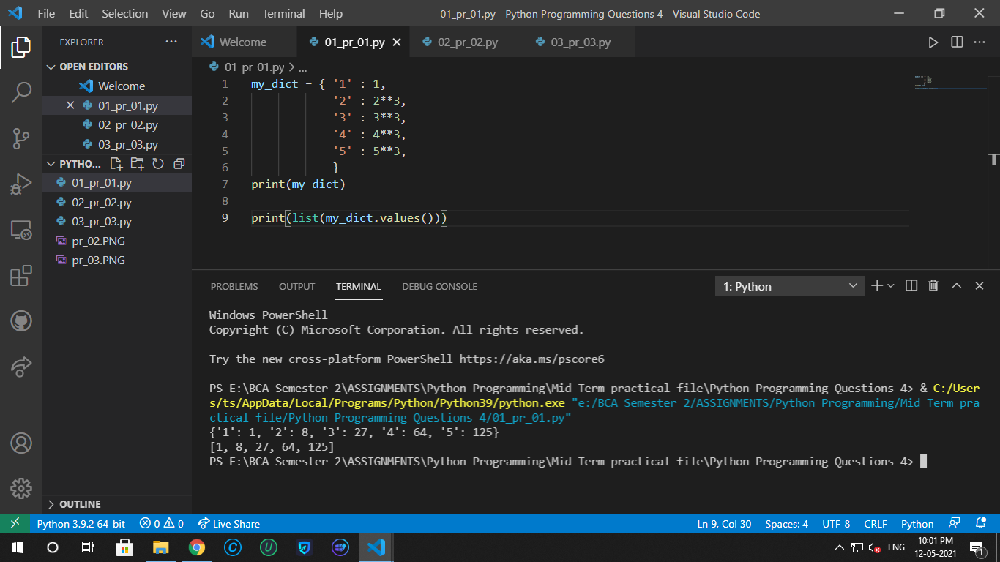 File Edit Selection View Go Run Terminal Help 01_pr_01.py - Python Programming Questions 4 - Visual Studio Code
EXPLORER
OPEN EDITORS
Welcome
01_pr_01.py
02_pr_02.py
03_pr_03.py
PYTHO...
01_pr_01.py
02_pr_02.py
03_pr_03.py
pr_02.PNG
pr_03.PNG
OUTLINE
Welcome 01_pr_01.py 02_pr_02.py 03_pr_03.py
01_pr_01.py > ...
1 my_dict = { '1' : 1,
2 '2' : 2**3,
3 '3' : 3**3,
4 '4' : 4**3,
5 '5' : 5**3,
6 }
7 print(my_dict)
8
9 print(list(my_dict.values()))
PROBLEMS OUTPUT TERMINAL DEBUG CONSOLE 1: Python
Windows PowerShell
Copyright (C) Microsoft Corporation. All rights reserved.
Try the new cross-platform PowerShell https://aka.ms/pscore6
PS E:\BCA Semester 2\ASSIGNMENTS\Python Programming\Mid Term practical file\Python Programming Questions 4> & C:/User
s/ts/AppData/Local/Programs/Python/Python39/python.exe "e:/BCA Semester 2/ASSIGNMENTS/Python Programming/Mid Term pra
ctical file/Python Programming Questions 4/01_pr_01.py"
{'1': 1, '2': 8, '3': 27, '4': 64, '5': 125}
[1, 8, 27, 64, 125]
PS E:\BCA Semester 2\ASSIGNMENTS\Python Programming\Mid Term practical file\Python Programming Questions 4>
Python 3.9.2 64-bit 0 0 Live Share Ln 9, Col 30 Spaces: 4 UTF-8 CRLF Python
ENG 10:01 PM
12-05-2021 1